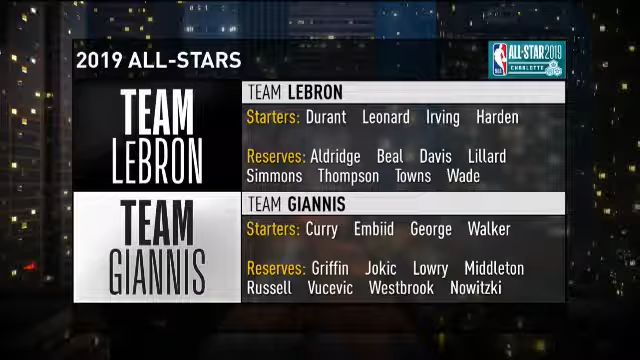 2019 ALL-STARS
NBA
ALL-STAR 2019
CHARLOTTE
TEAM
LEBRON
TEAM LEBRON
Starters: Durant Leonard Irving Harden
Reserves: Aldridge Beal Davis Lillard
Simmons Thompson Towns Wade
TEAM
GIANNIS
TEAM GIANNIS
Starters: Curry Embiid George Walker
Reserves: Griffin Jokic Lowry Middleton
Russell Vucevic Westbrook Nowitzki